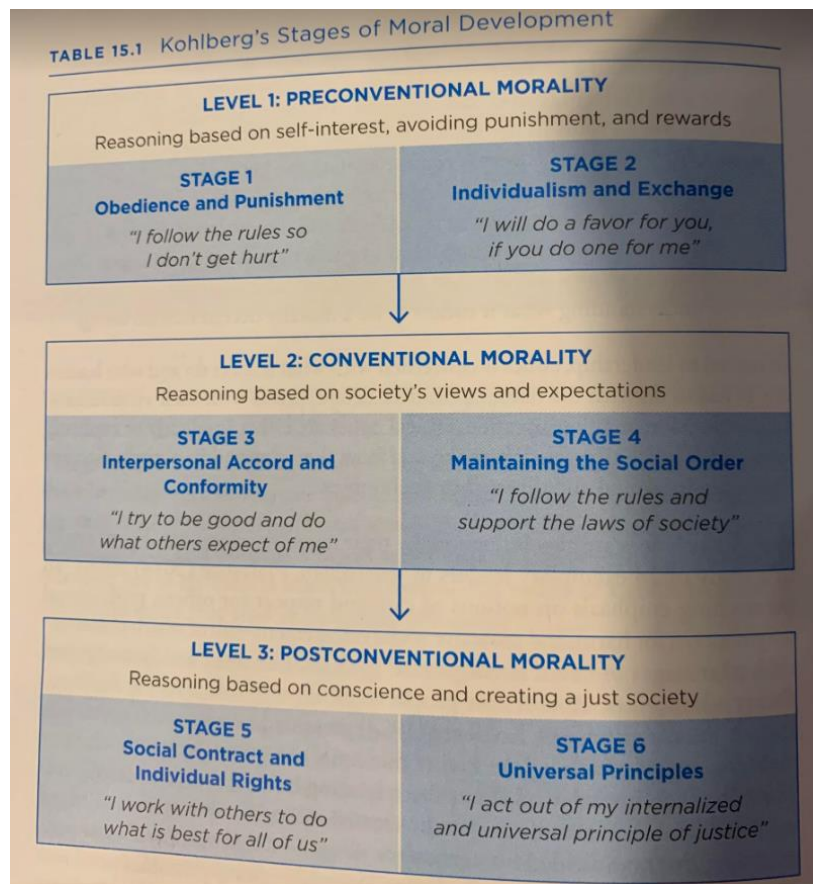 TABLE 15.1 Kohlberg's Stages of Moral Development
LEVEL 1: PRECONVENTIONAL MORALITY
Reasoning based on self-interest, avoiding punishment, and rewards
STAGE 1
Obedience and Punishment
"I follow the rules so
I don't get hurt"
STAGE 2
Individualism and Exchange
"I will do a favor for you,
if you do one for me"
LEVEL 2: CONVENTIONAL MORALITY
Reasoning based on society's views and expectations
STAGE 3
Interpersonal Accord and
Conformity
"I try to be good and do
what others expect of me"
STAGE 4
Maintaining the Social Order
"I follow the rules and
support the laws of society"
LEVEL 3: POSTCONVENTIONAL MORALITY
Reasoning based on conscience and creating a just society
STAGE 5
Social Contract and
Individual Rights
"I work with others to do
what is best for all of us"
STAGE 6
Universal Principles
"I act out of my internalized
and universal principle of justice"